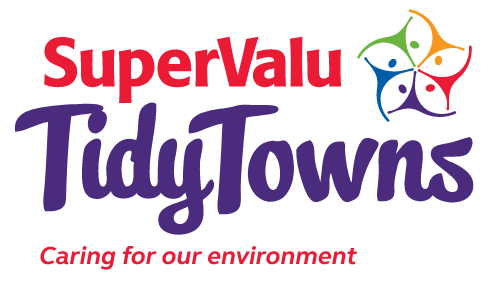 SuperValu
TidyTowns
Caring for our environment